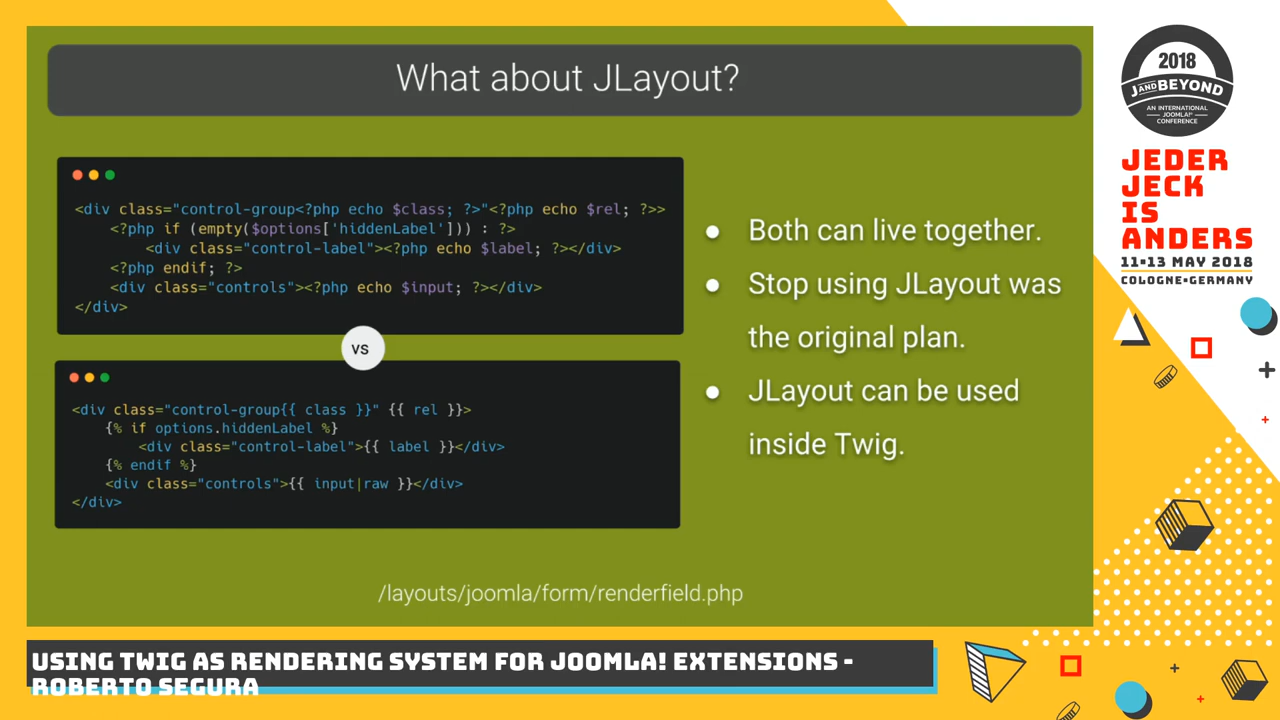 What about JLayout?
<div class="control-group<?php echo $class; ?>"<?php echo $rel; ?>>
<?php if (empty($options['hiddenLabel'])) : ?>
<div class="control-label"><?php echo $label; ?></div>
<?php endif; ?>
<div class="controls"><?php echo $input; ?></div>
</div>
vs
<div class="control-group{{ class }}" {{ rel }}>
{% if options.hiddenLabel %}
<div class="control-label">{{ label }}</div>
{% endif %}
<div class="controls">{{ input|raw }}</div>
</div>
● Both can live together.
● Stop using JLayout was
the original plan.
● JLayout can be used
inside Twig.
/layouts/joomla/form/renderfield.php
2018
JANDBEYOND
AN INTERNATIONAL
JOOMLA!®
CONFERENCE
JEDER
JECK
IS
ANDERS
11-13 MAY 2018
COLOGNE-GERMANY
USING TWIG AS RENDERING SYSTEM FOR JOOMLA! EXTENSIONS -
ROBERTO SEGURA